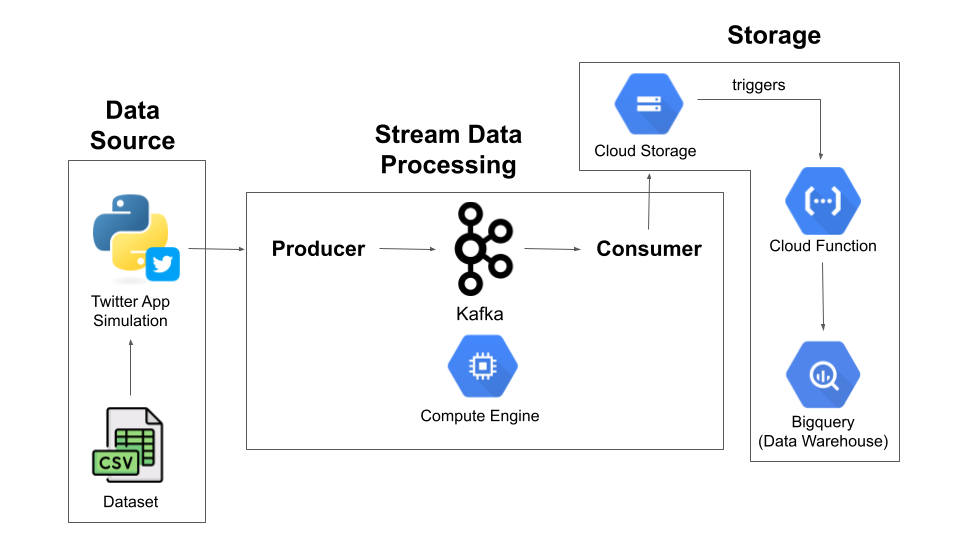 Data
Source
Twitter App
Simulation
CSV
Dataset
Stream Data
Processing
Producer
Kafka
Consumer
Compute Engine
Storage
Cloud Storage
triggers
Cloud Function
Bigquery
(Data Warehouse)